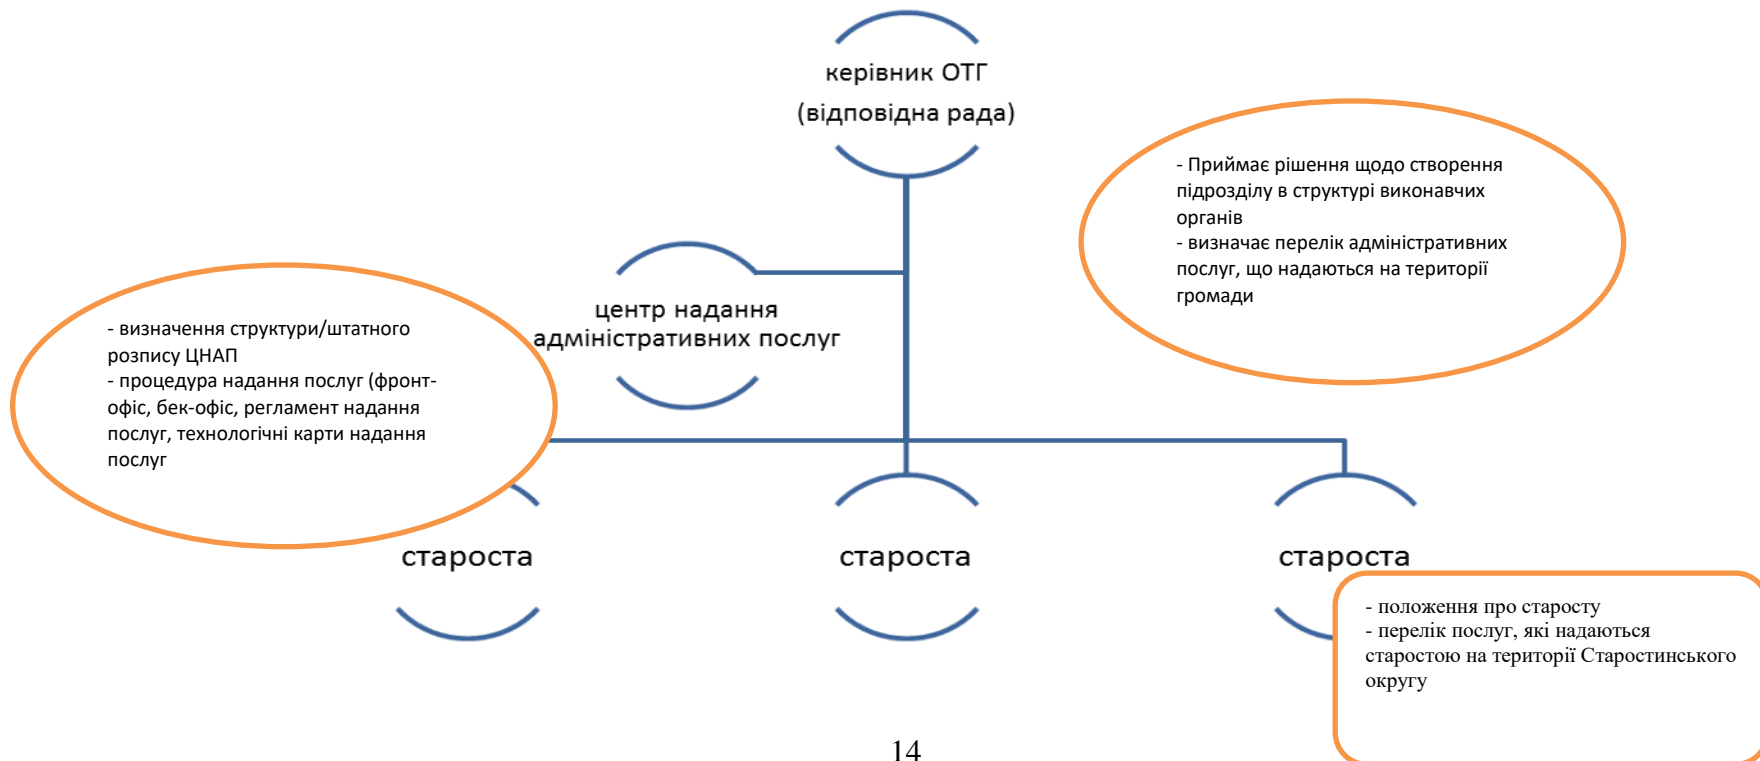 керівник ОТГ
(відповідна рада)
- Приймає рішення щодо створення
підрозділу в структурі виконавчих
органів
- визначає перелік адміністративних
послуг, що надаються на території
громади
центр надання
адміністративних послуг
- визначення структури/штатного
розпису ЦНАП
- процедура надання послуг (фронт-
офіс, бек-офіс, регламент надання
послуг, технологічні карти надання
послуг
староста
староста
староста
- положення про старосту
- перелік послуг, які надаються
старостою на території Старостинського
округу
14